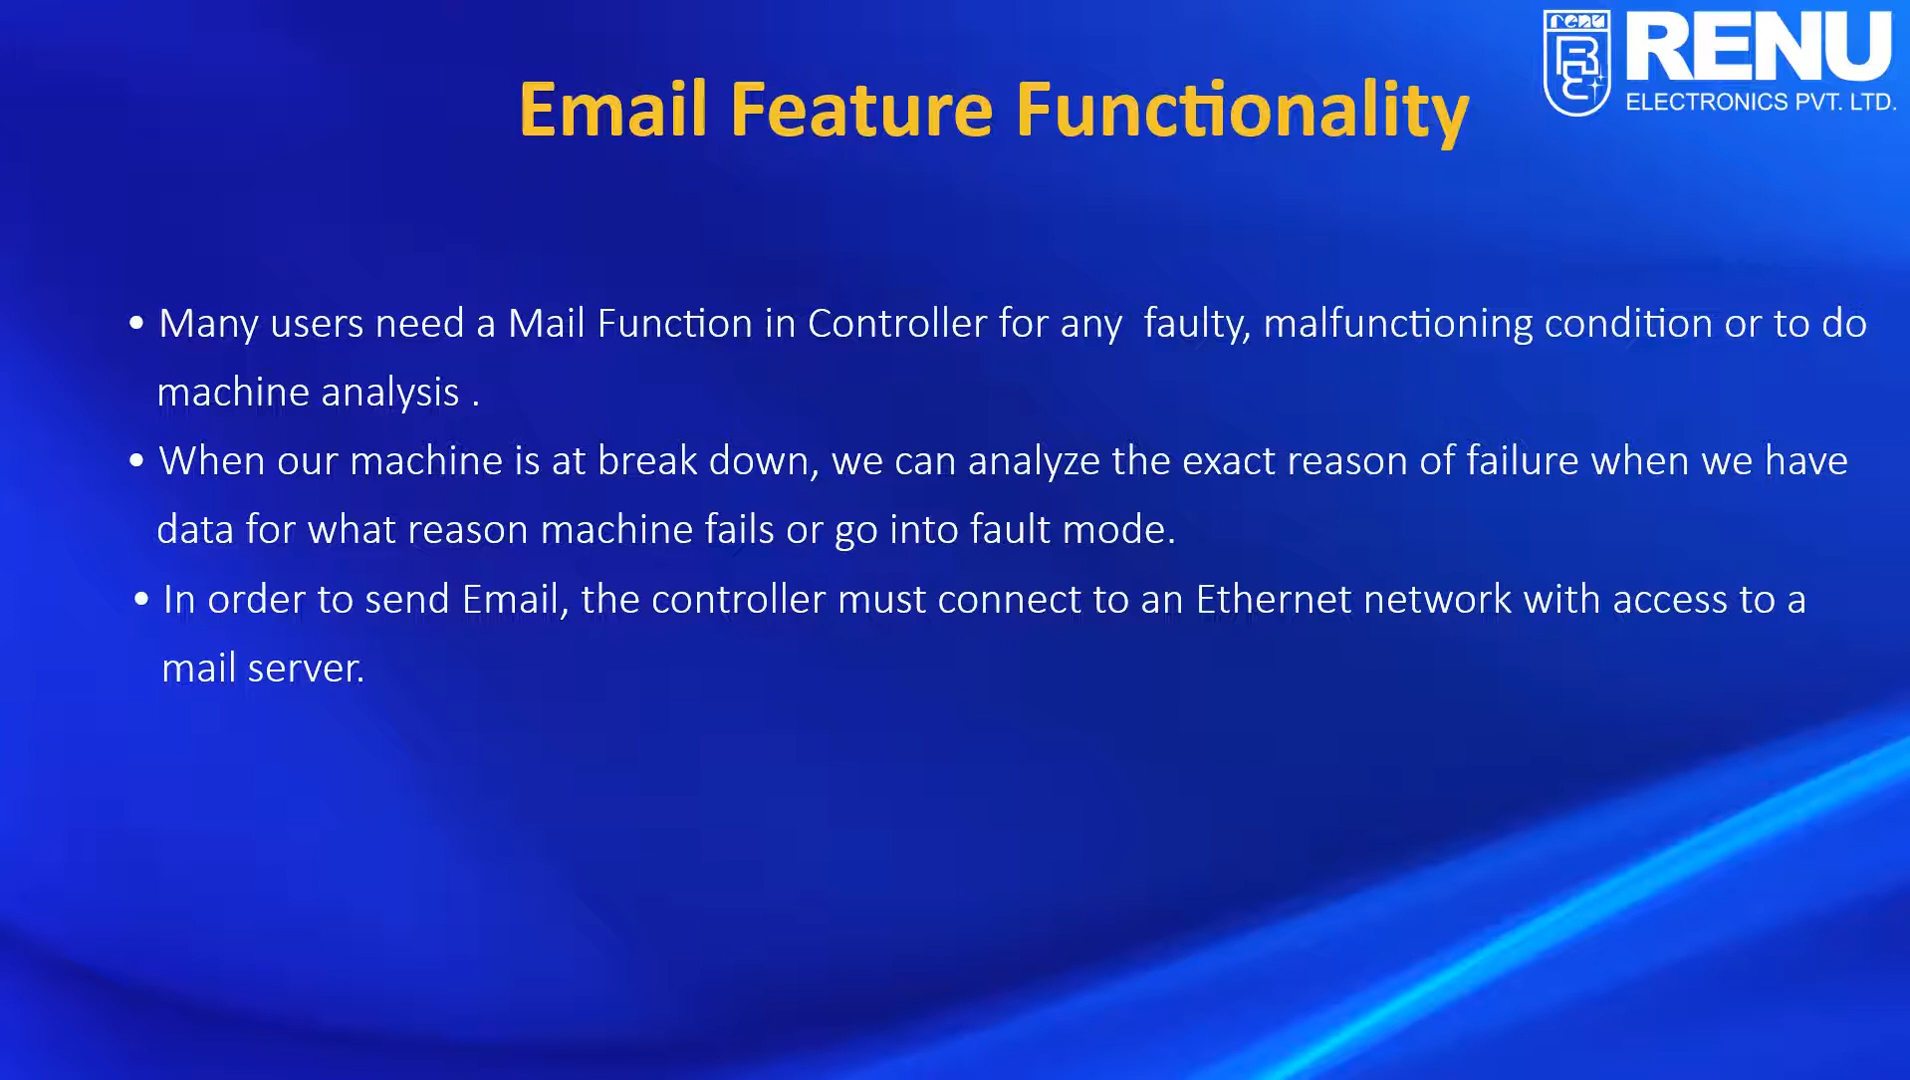 renu
RENU
ELECTRONICS PVT. LTD.
Email Feature Functionality
• Many users need a Mail Function in Controller for any  faulty, malfunctioning condition or to do
machine analysis .
• When our machine is at break down, we can analyze the exact reason of failure when we have
data for what reason machine fails or go into fault mode.
• In order to send Email, the controller must connect to an Ethernet network with access to a
mail server.